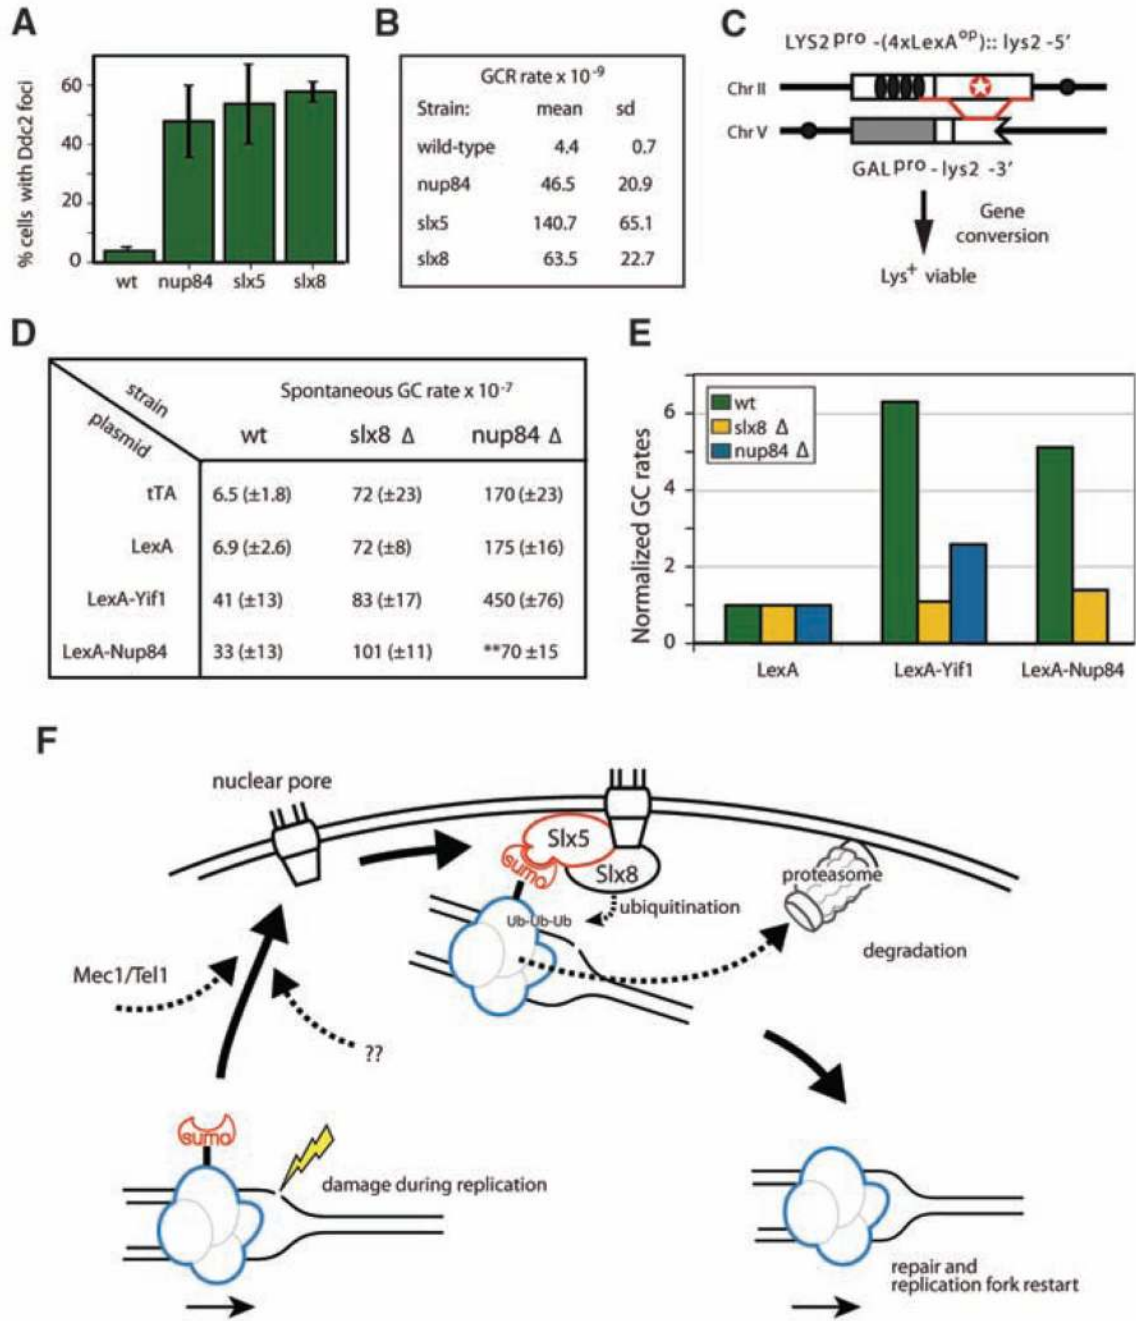 A
% cells with Ddc2 foci
60
40
20
0
wt nup84 slx5 slx8
B
GCR rate x 10⁻⁹
Strain: mean sd
wild-type 4.4 0.7
nup84 46.5 20.9
slx5 140.7 65.1
slx8 63.5 22.7
C
LYS2 pro -(4xLexAop):: lys2 -5′
Chr II
Chr V
GAL pro - lys2 -3′
Gene
conversion
Lys+ viable
D
strain
plasmid
Spontaneous GC rate x 10⁻⁷
wt slx8 Δ nup84 Δ
tTA 6.5 (±1.8) 72 (±23) 170 (±23)
LexA 6.9 (±2.6) 72 (±8) 175 (±16)
LexA-Yif1 41 (±13) 83 (±17) 450 (±76)
LexA-Nup84 33 (±13) 101 (±11) **70 ±15
E
Normalized GC rates
6
4
2
0
wt
slx8 Δ
nup84 Δ
LexA LexA-Yif1 LexA-Nup84
F
nuclear pore
Slx5
sumo
Slx8
proteasome
Ub-Ub-Ub
ubiquitination
degradation
Mec1/Tel1
??
sumo
damage during replication
repair and
replication fork restart